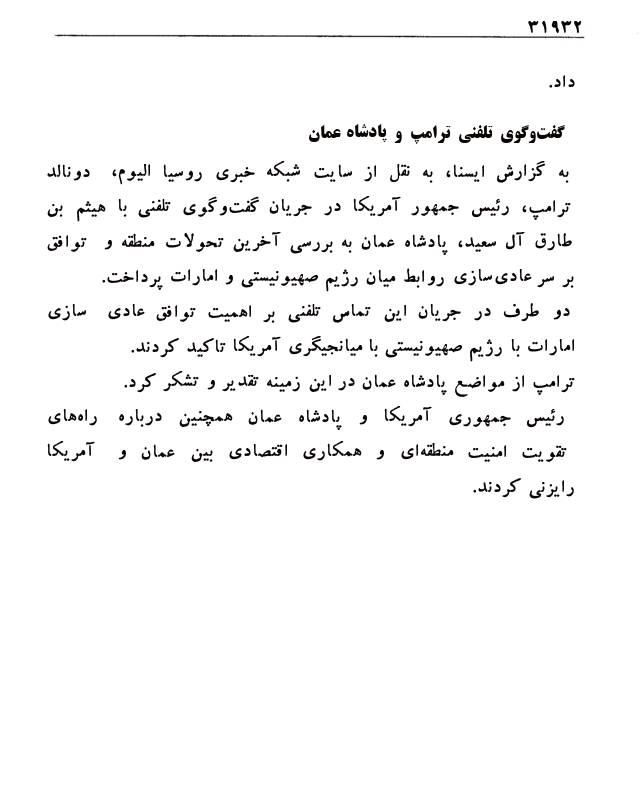 ۳۱۹۳۲
داد.
گفت‌وگوی تلفنی ترامپ و پادشاه عمان
به گزارش ایسنا، به نقل از سایت شبکه خبری روسیا الیوم، دونالد
ترامپ، رئیس جمهور آمریکا در جریان گفت‌وگوی تلفنی با هیثم بن
طارق آل سعید، پادشاه عمان به بررسی آخرین تحولات منطقه و توافق
بر سر عادی‌سازی روابط میان رژیم صهیونیستی و امارات پرداخت.
دو طرف در جریان این تماس تلفنی بر اهمیت توافق عادی سازی
امارات با رژیم صهیونیستی با میانجیگری آمریکا تاکید کردند.
ترامپ از مواضع پادشاه عمان در این زمینه تقدیر و تشکر کرد.
رئیس جمهوری آمریکا و پادشاه عمان همچنین درباره راه‌های
تقویت امنیت منطقه‌ای و همکاری اقتصادی بین عمان و آمریکا
رایزنی کردند.